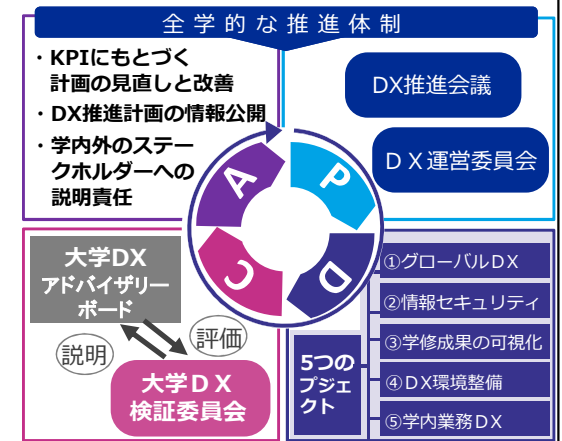 全学的な推進体制
・KPIにもとづく
計画の見直しと改善
・DX推進計画の情報公開
・学内外のステー
クホルダーへの
説明責任
DX推進会議
ＤＸ運営委員会
A
P
C
D
大学DX
アドバイザリー
ボード
説明
評価
大学ＤＸ
検証委員会
5つの
プジェ
クト
①グローバルＤＸ
②情報セキュリティ
③学修成果の可視化
④ＤＸ環境整備
⑤学内業務ＤＸ